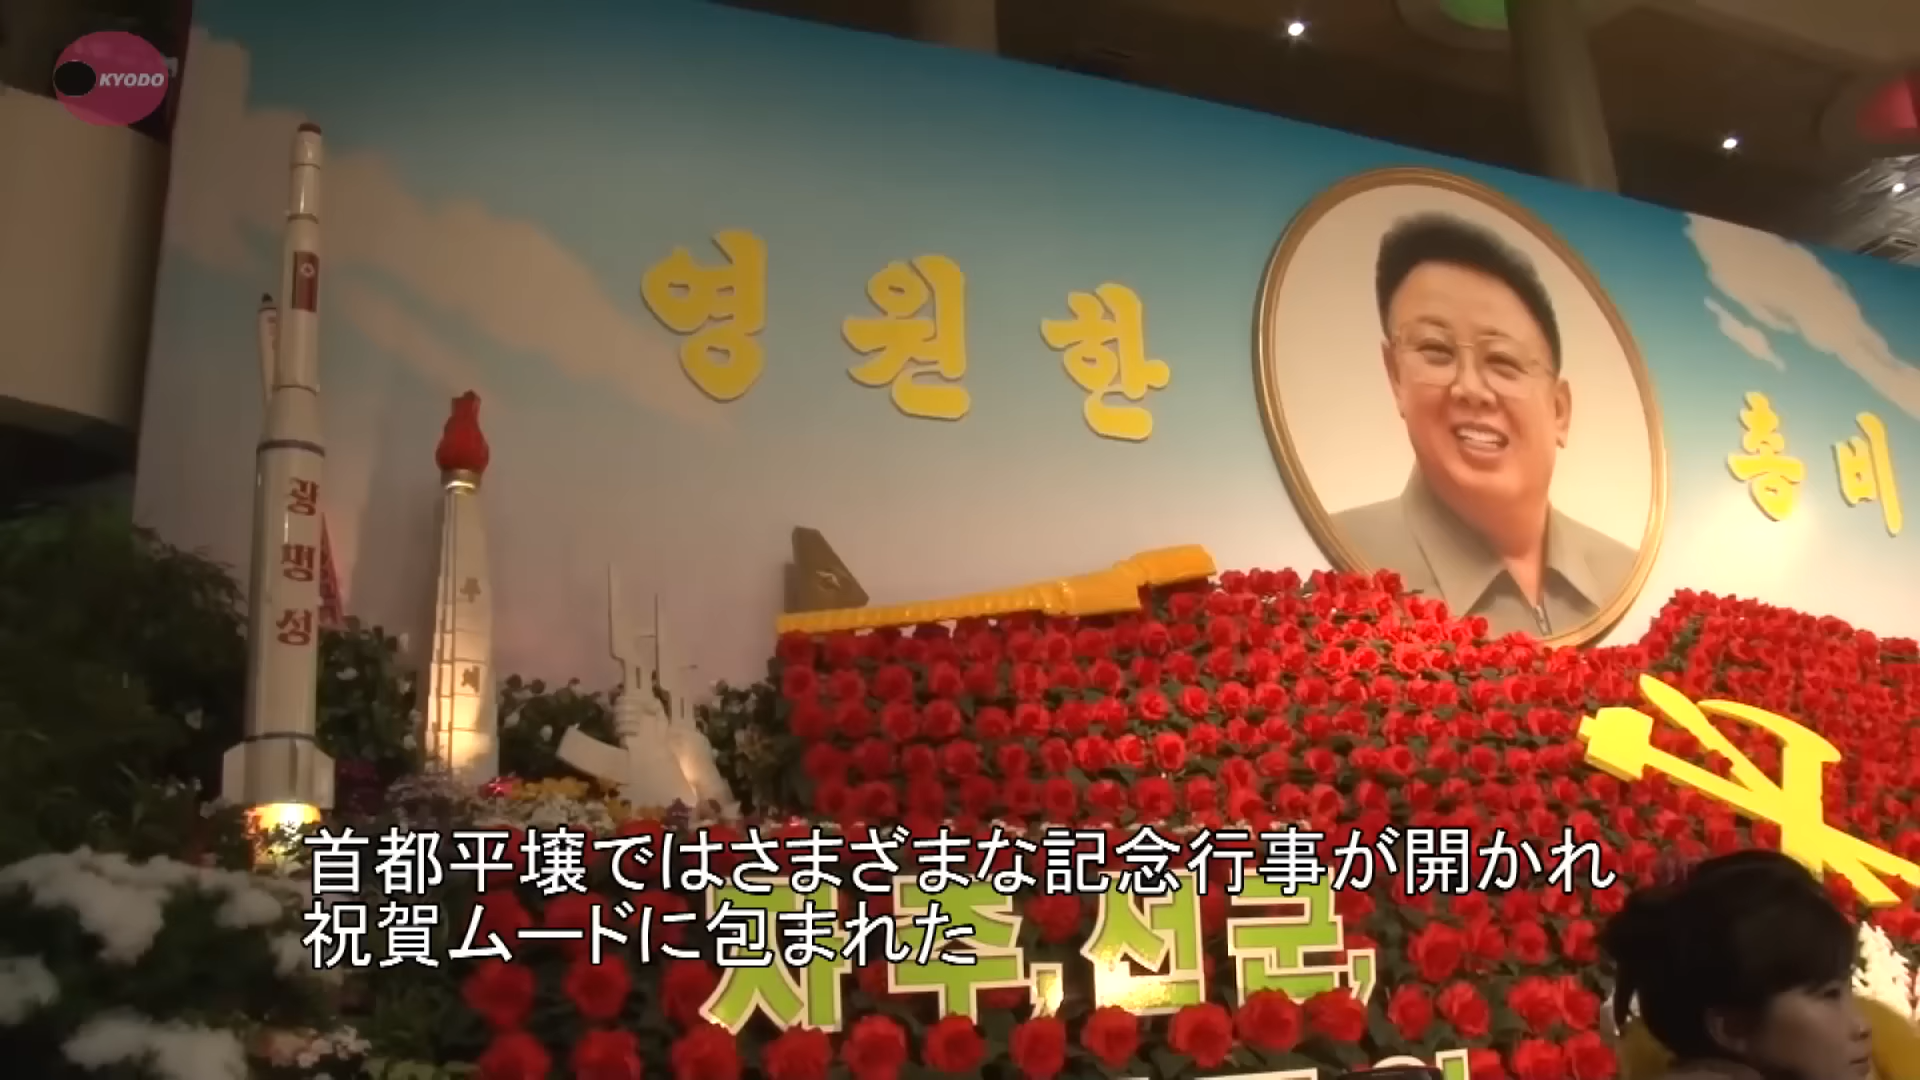 KYODO
영원한 총비
광명성
주체
首都平壌ではさまざまな記念行事が開かれ
祝賀ムードに包まれた
자주,선군,